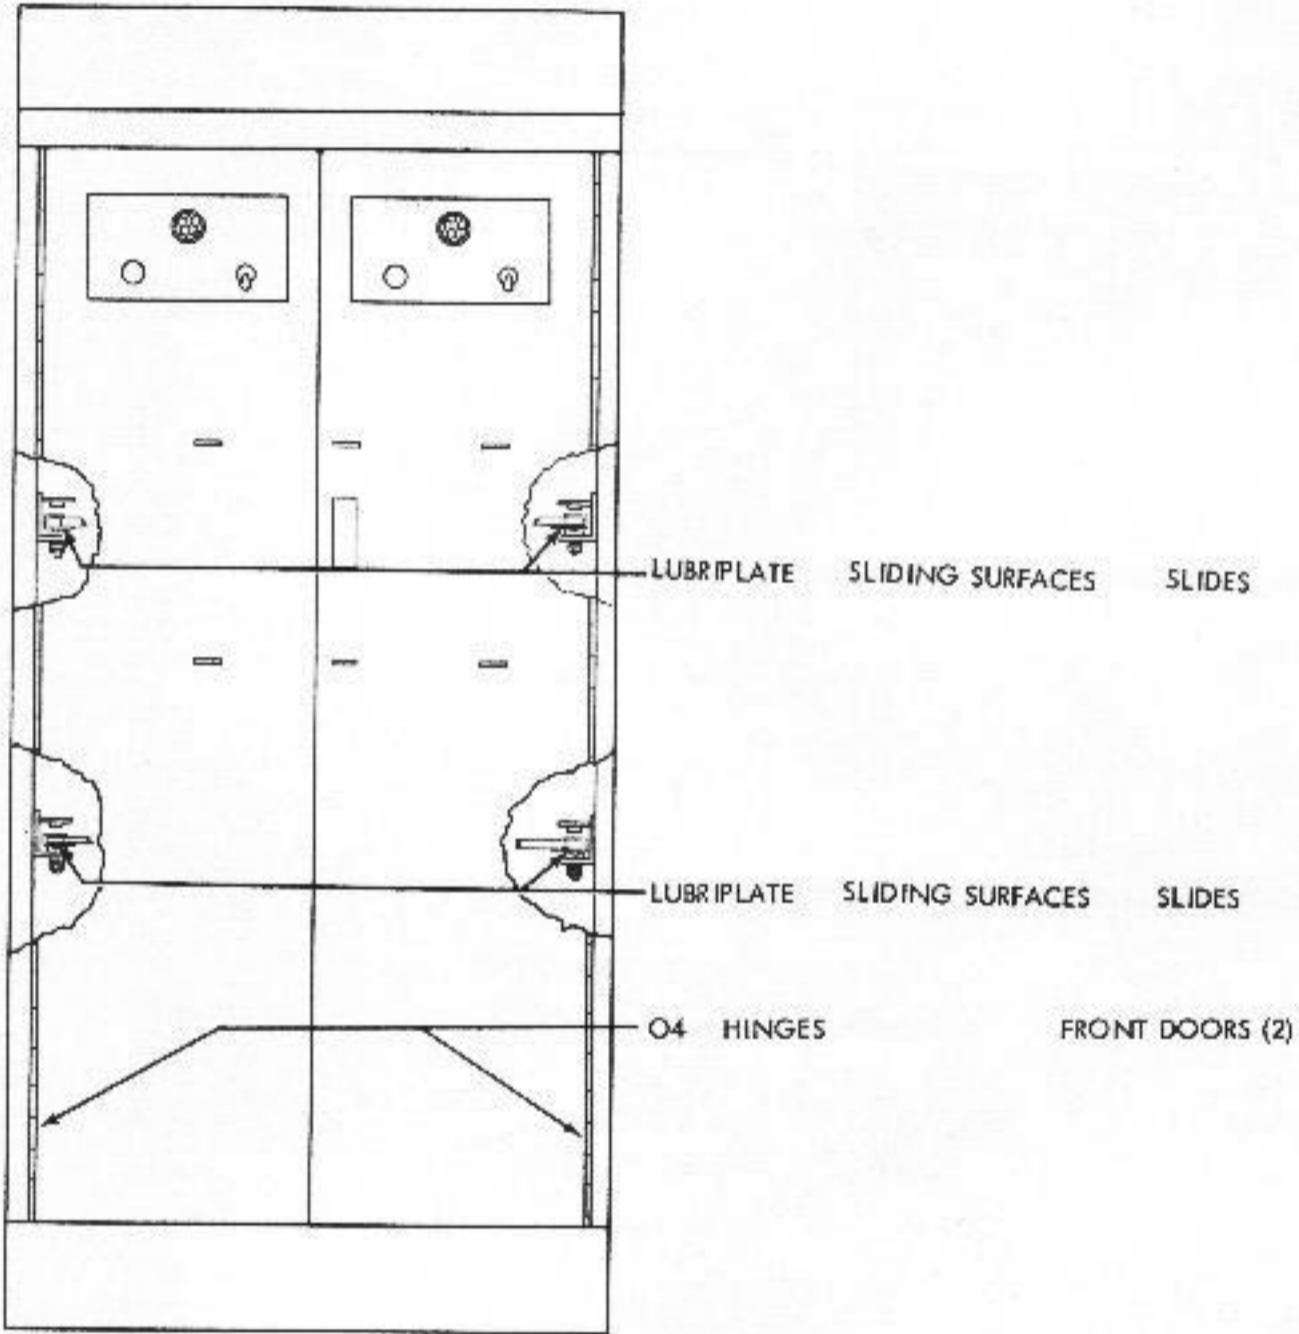 LUBRIPLATE SLIDING SURFACES SLIDES
LUBRIPLATE SLIDING SURFACES SLIDES
O4 HINGES FRONT DOORS (2)